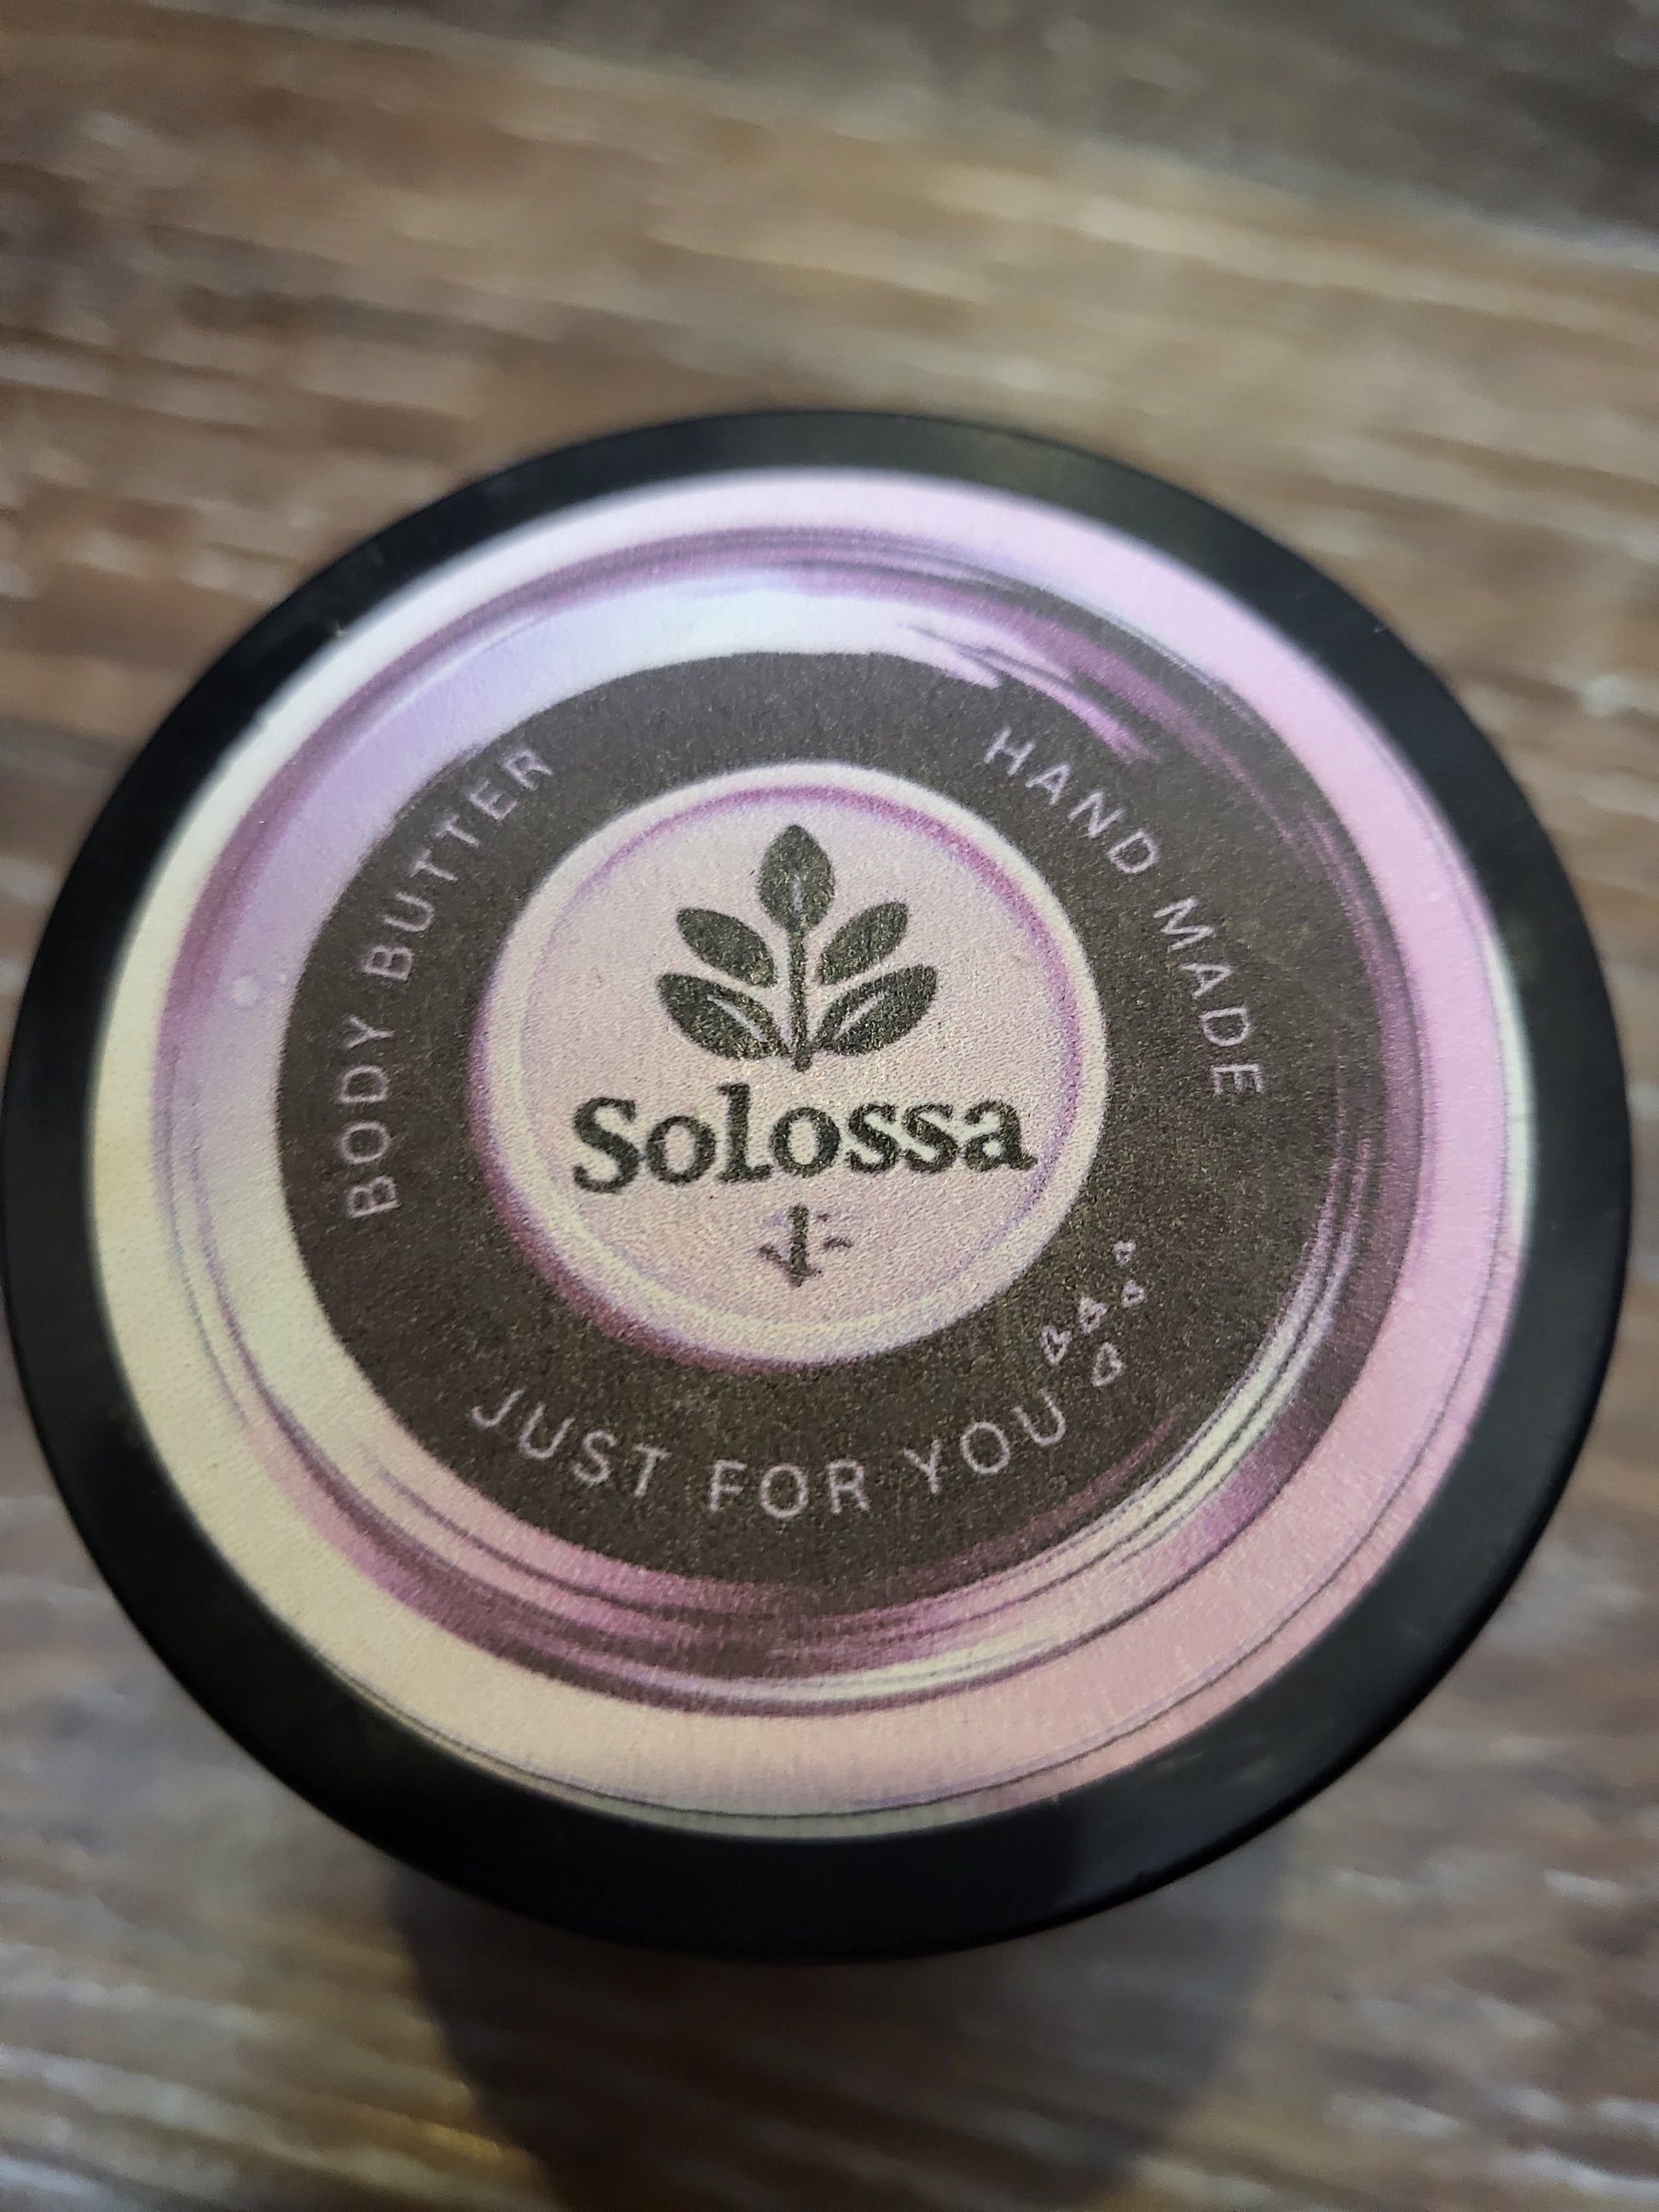 BODY BUTTER
HAND MADE
Solossa
JUST FOR YOU